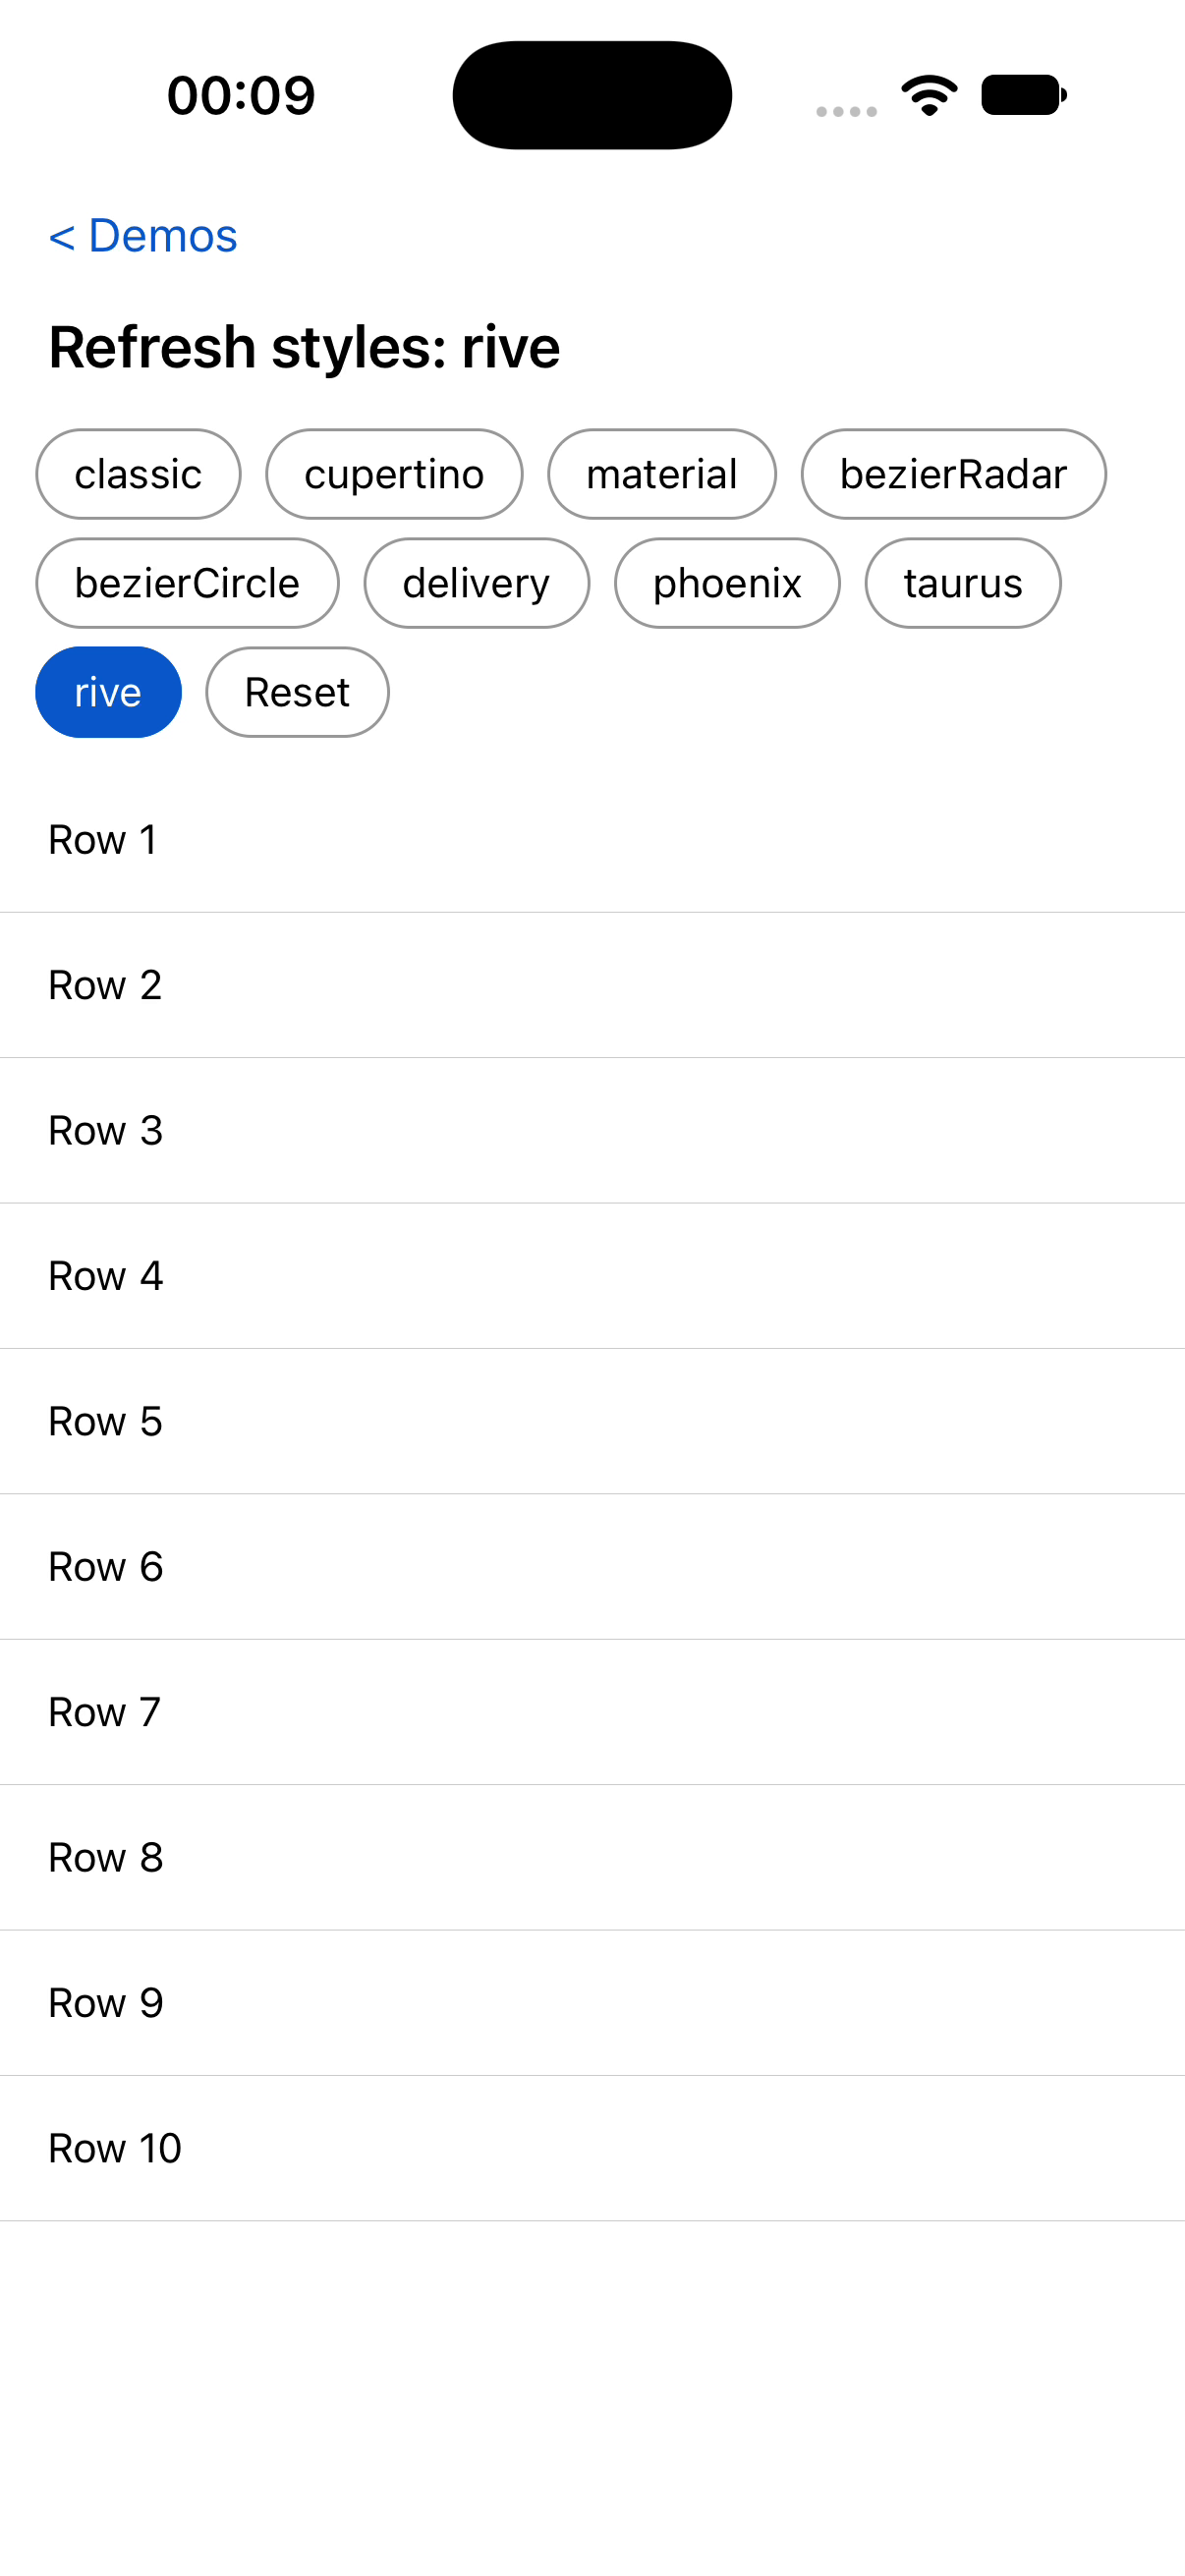 00:09
< Demos
Refresh styles: rive
classic cupertino material bezierRadar
bezierCircle delivery phoenix taurus
rive Reset
Row 1
Row 2
Row 3
Row 4
Row 5
Row 6
Row 7
Row 8
Row 9
Row 10